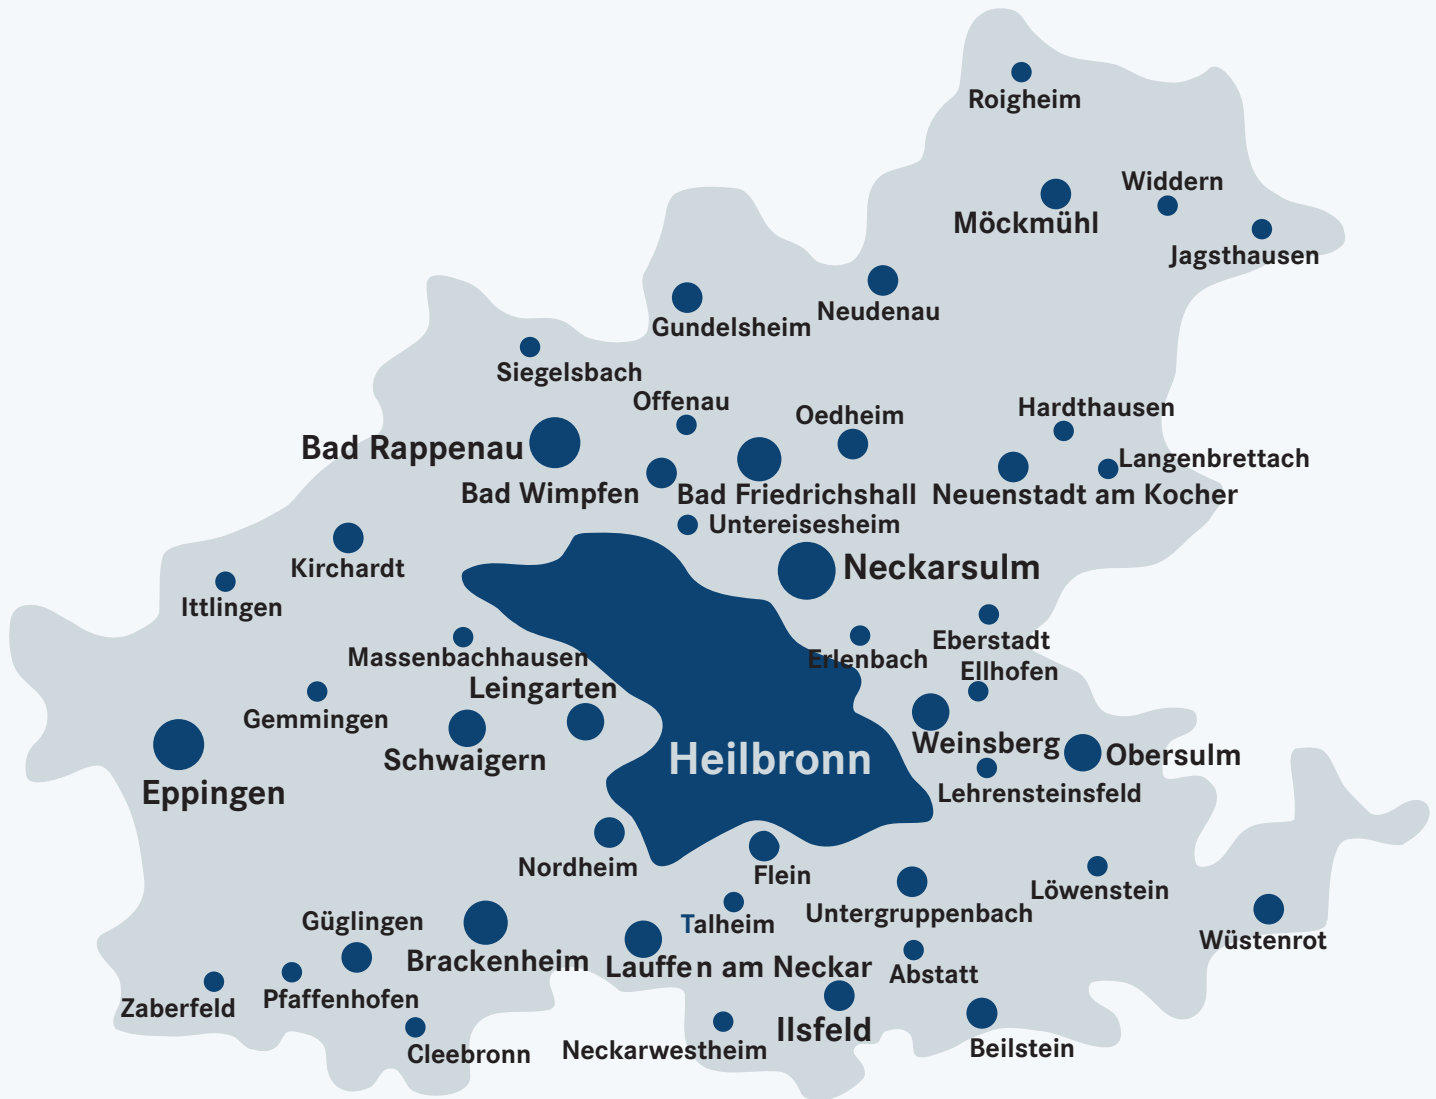 Roigheim
Widdern
Möckmühl
Jagsthausen
Neudenau
Gundelsheim
Siegelsbach
Offenau
Oedheim
Hardthausen
Bad Rappenau
Langenbrettach
Bad Wimpfen
Bad Friedrichshall
Neuenstadt am Kocher
Untereisesheim
Kirchardt
Neckarsulm
Ittlingen
Eberstadt
Massenbachhausen
Erlenbach
Ellhofen
Leingarten
Gemmingen
Weinsberg
Schwaigern
Heilbronn
Obersulm
Eppingen
Lehrensteinsfeld
Nordheim
Flein
Löwenstein
Güglingen
Untergruppenbach
Talheim
Wüstenrot
Brackenheim
Lauffen am Neckar
Abstatt
Pfaffenhofen
Zaberfeld
Ilsfeld
Cleebronn
Neckarwestheim
Beilstein